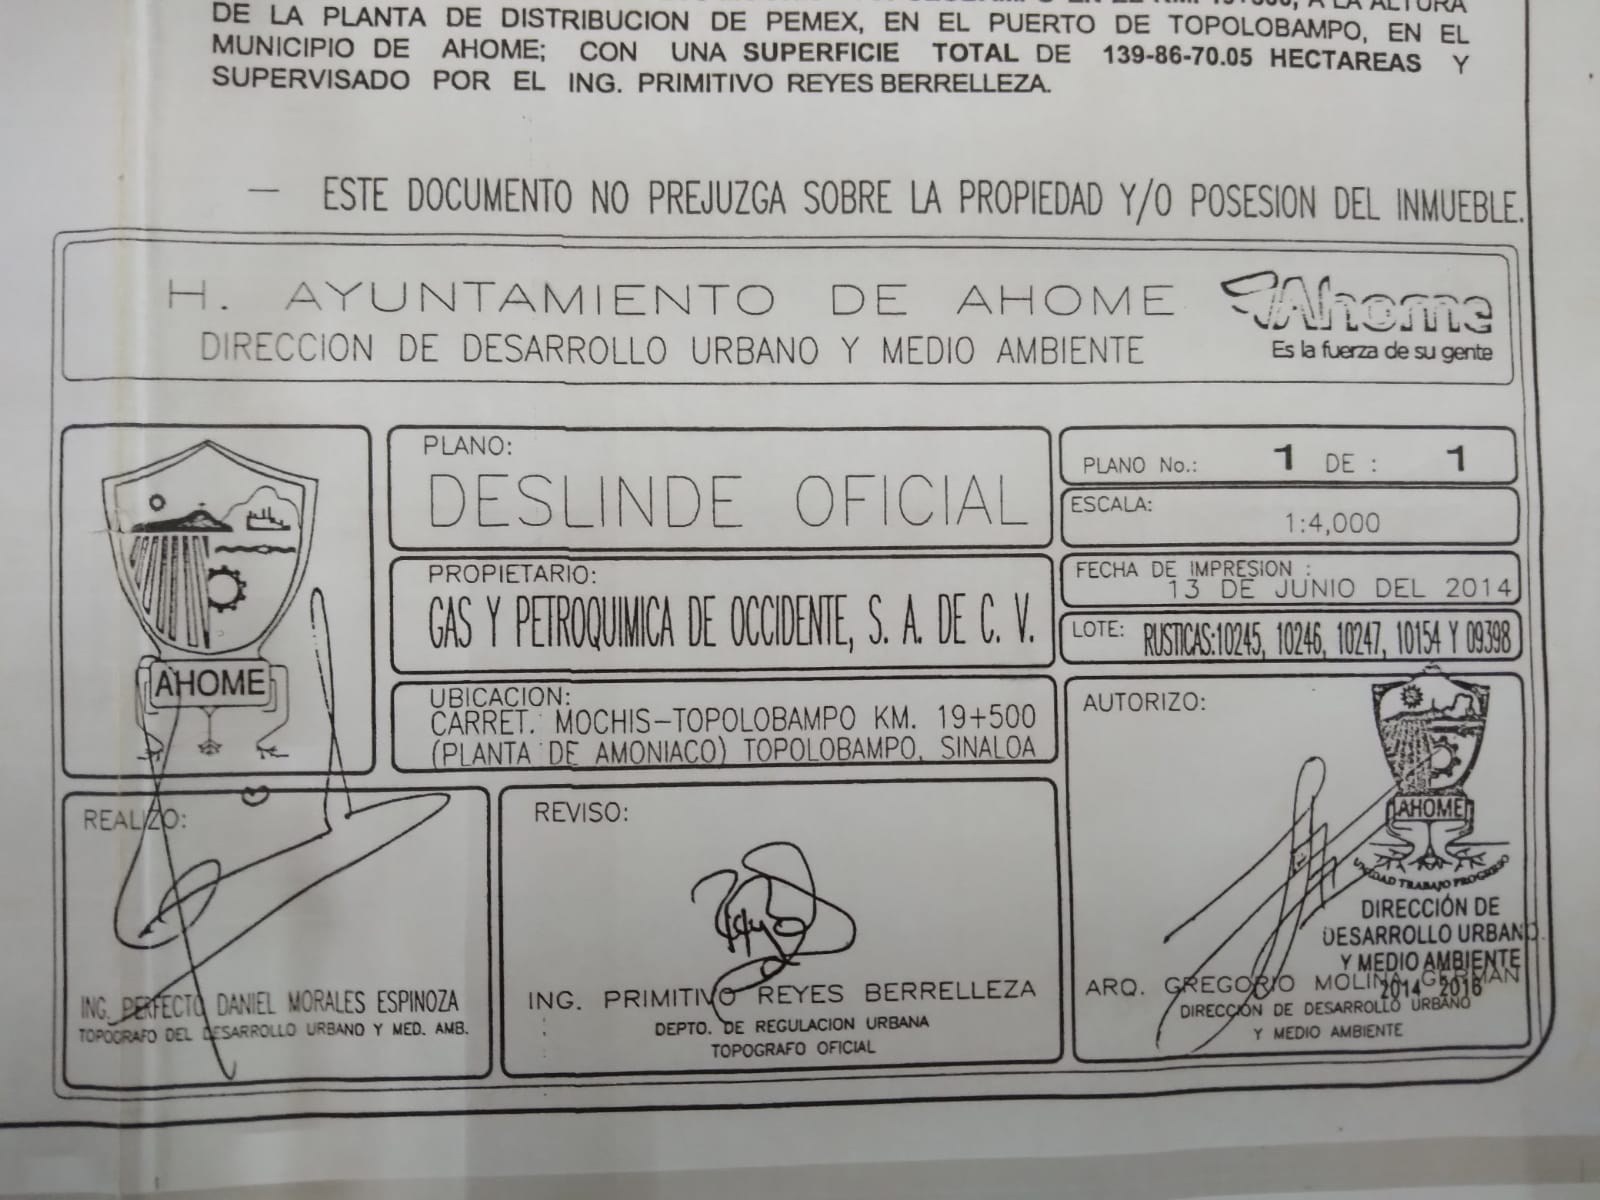 DE LA PLANTA DE DISTRIBUCION DE PEMEX, EN EL PUERTO DE TOPOLOBAMPO, EN EL
MUNICIPIO DE AHOME; CON UNA SUPERFICIE TOTAL DE 139-86-70.05 HECTAREAS Y
SUPERVISADO POR EL ING. PRIMITIVO REYES BERRELLEZA.
— ESTE DOCUMENTO NO PREJUZGA SOBRE LA PROPIEDAD Y/O POSESION DEL INMUEBLE.
H. AYUNTAMIENTO DE AHOME
DIRECCION DE DESARROLLO URBANO Y MEDIO AMBIENTE
Ahome
Es la fuerza de su gente
AHOME
PLANO:
DESLINDE OFICIAL
PROPIETARIO:
GAS Y PETROQUIMICA DE OCCIDENTE, S. A. DE C. V.
UBICACION:
CARRET. MOCHIS-TOPOLOBAMPO KM. 19+500
(PLANTA DE AMONIACO) TOPOLOBAMPO, SINALOA
PLANO No.: 1 DE : 1
ESCALA:
1:4,000
FECHA DE IMPRESION :
13 DE JUNIO DEL 2014
LOTE: RUSTICAS:10245, 10246, 10247, 10154 Y 09398
REALIZO:
ING. PERFECTO DANIEL MORALES ESPINOZA
TOPOGRAFO DEL DESARROLLO URBANO Y MED. AMB.
REVISO:
ING. PRIMITIVO REYES BERRELLEZA
DEPTO. DE REGULACION URBANA
TOPOGRAFO OFICIAL
AUTORIZO:
AHOME
UNIDAD TRABAJO PROGRESO
DIRECCIÓN DE
DESARROLLO URBANO
Y MEDIO AMBIENTE
2014 2016
ARQ. GREGORIO MOLINA GERMAN
DIRECCION DE DESARROLLO URBANO
Y MEDIO AMBIENTE